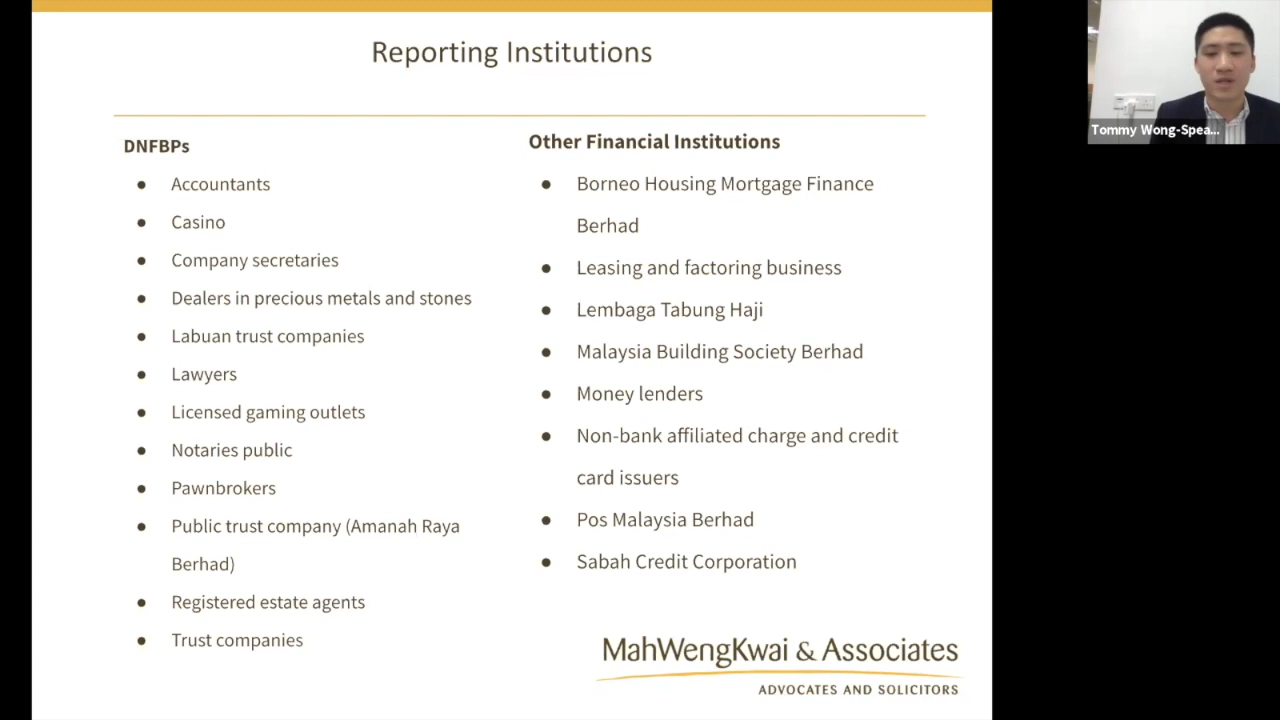 Reporting Institutions
DNFBPs
● Accountants
● Casino
● Company secretaries
● Dealers in precious metals and stones
● Labuan trust companies
● Lawyers
● Licensed gaming outlets
● Notaries public
● Pawnbrokers
● Public trust company (Amanah Raya
Berhad)
● Registered estate agents
● Trust companies
Other Financial Institutions
● Borneo Housing Mortgage Finance
Berhad
● Leasing and factoring business
● Lembaga Tabung Haji
● Malaysia Building Society Berhad
● Money lenders
● Non-bank affiliated charge and credit
card issuers
● Pos Malaysia Berhad
● Sabah Credit Corporation
MahWengKwai & Associates
ADVOCATES AND SOLICITORS
Tommy Wong-Spea...